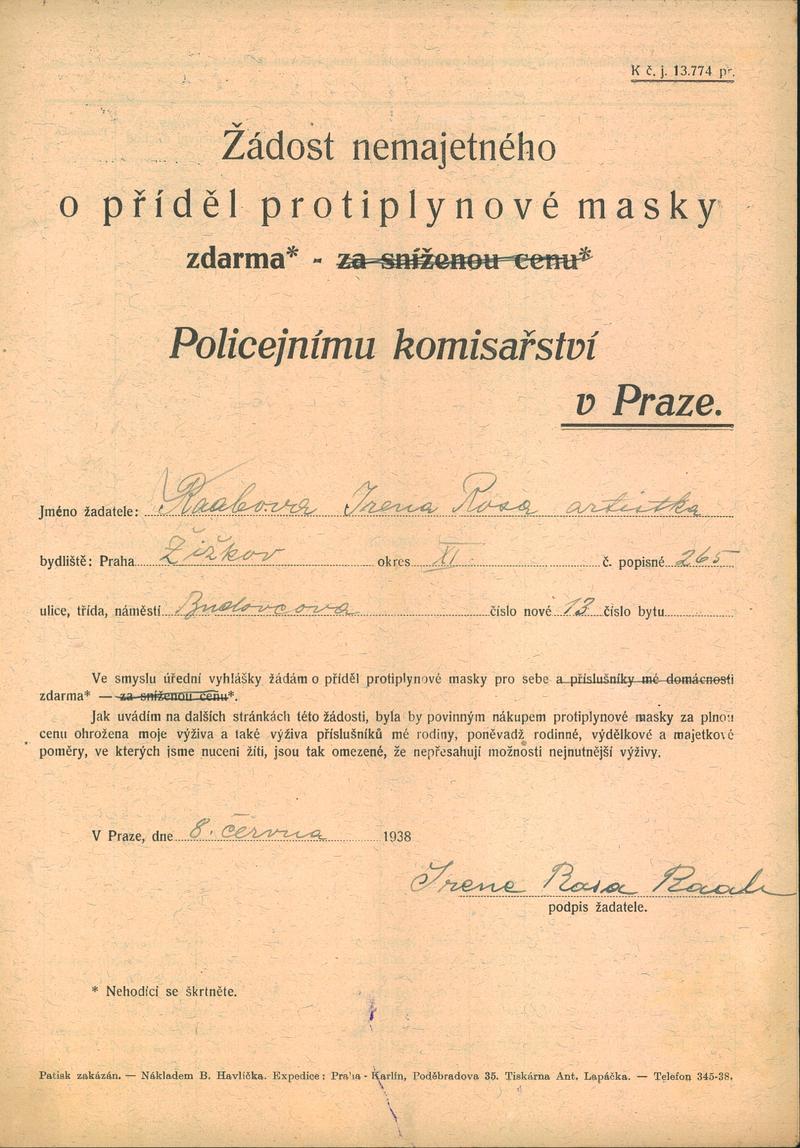 K č. j. 13.774 pr.
Žádost nemajetného
o příděl protiplynové masky
zdarma* - za sníženou cenu*
Policejnímu komisařství
v Praze.
Jméno žadatele: Raabova Irena Rosa artistka
bydliště: Praha Žižkov okres XI. č. popisné 265
ulice, třída, náměstí Budovcova číslo nové 13 číslo bytu
Ve smyslu úřední vyhlášky žádám o příděl protiplynové masky pro sebe a příslušníky mé domácnosti
zdarma* — za sníženou cenu*.
Jak uvádím na dalších stránkách této žádosti, byla by povinným nákupem protiplynové masky za plnou
cenu ohrožena moje výživa a také výživa příslušníků mé rodiny, poněvadž rodinné, výdělkové a majetkové
poměry, ve kterých jsme nuceni žíti, jsou tak omezené, že nepřesahují možnosti nejnutnější výživy.
V Praze, dne 8. června 1938
Irene Rosa Raab
podpis žadatele.
* Nehodící se škrtněte.
Patisk zakázán. — Nákladem B. Havlíčka. Expedice: Praha - Karlín, Poděbradova 35. Tiskárna Ant. Lapáčka. — Telefon 345-38.